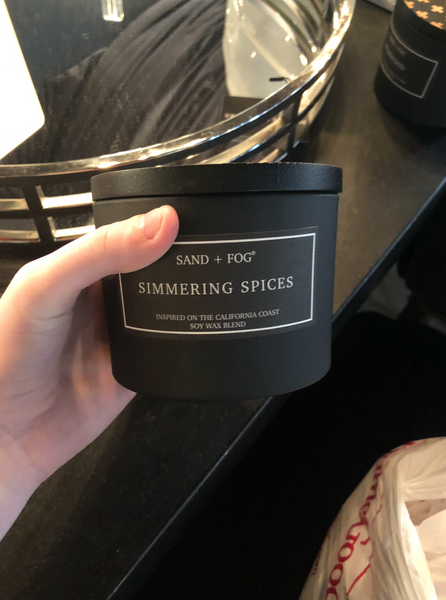 SAND + FOG®
SIMMERING SPICES
INSPIRED ON THE CALIFORNIA COAST
SOY WAX BLEND